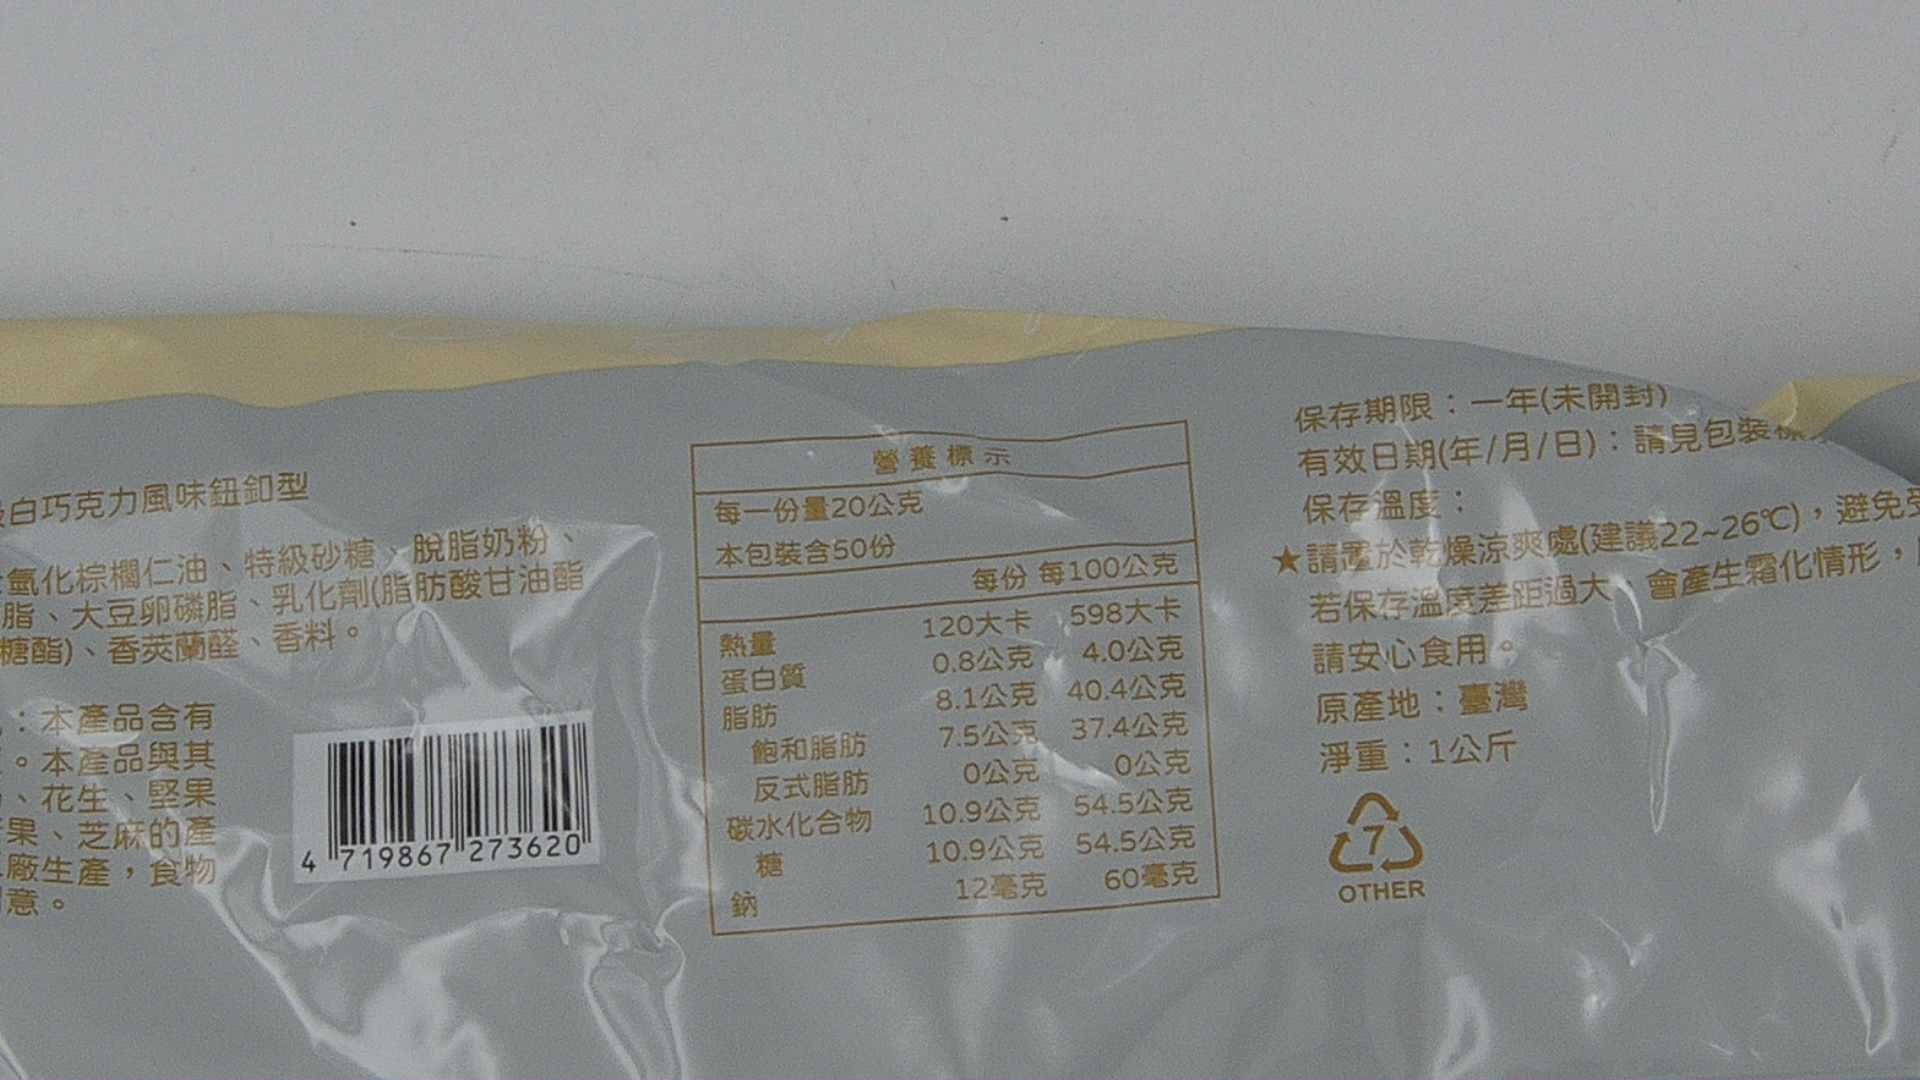 白巧克力風味鈕釦型
氫化棕櫚仁油、特級砂糖、脫脂奶粉、
脂、大豆卵磷脂、乳化劑(脂肪酸甘油酯
糖酯)、香莢蘭醛、香料。
：本產品含有
。本產品與其
、花生、堅果
果、芝麻的產
廠生產，食物
意。
4 719867 273620
營養標示
每一份量20公克
本包裝含50份
每份 每100公克
熱量 120大卡 598大卡
蛋白質 0.8公克 4.0公克
脂肪 8.1公克 40.4公克
飽和脂肪 7.5公克 37.4公克
反式脂肪 0公克 0公克
碳水化合物 10.9公克 54.5公克
糖 10.9公克 54.5公克
鈉 12毫克 60毫克
保存期限：一年(未開封)
有效日期(年/月/日)：請見包裝標
保存溫度：
★請置於乾燥涼爽處(建議22~26℃)，避免受
若保存溫度差距過大，會產生霜化情形，
請安心食用。
原產地：臺灣
淨重：1公斤
7
OTHER